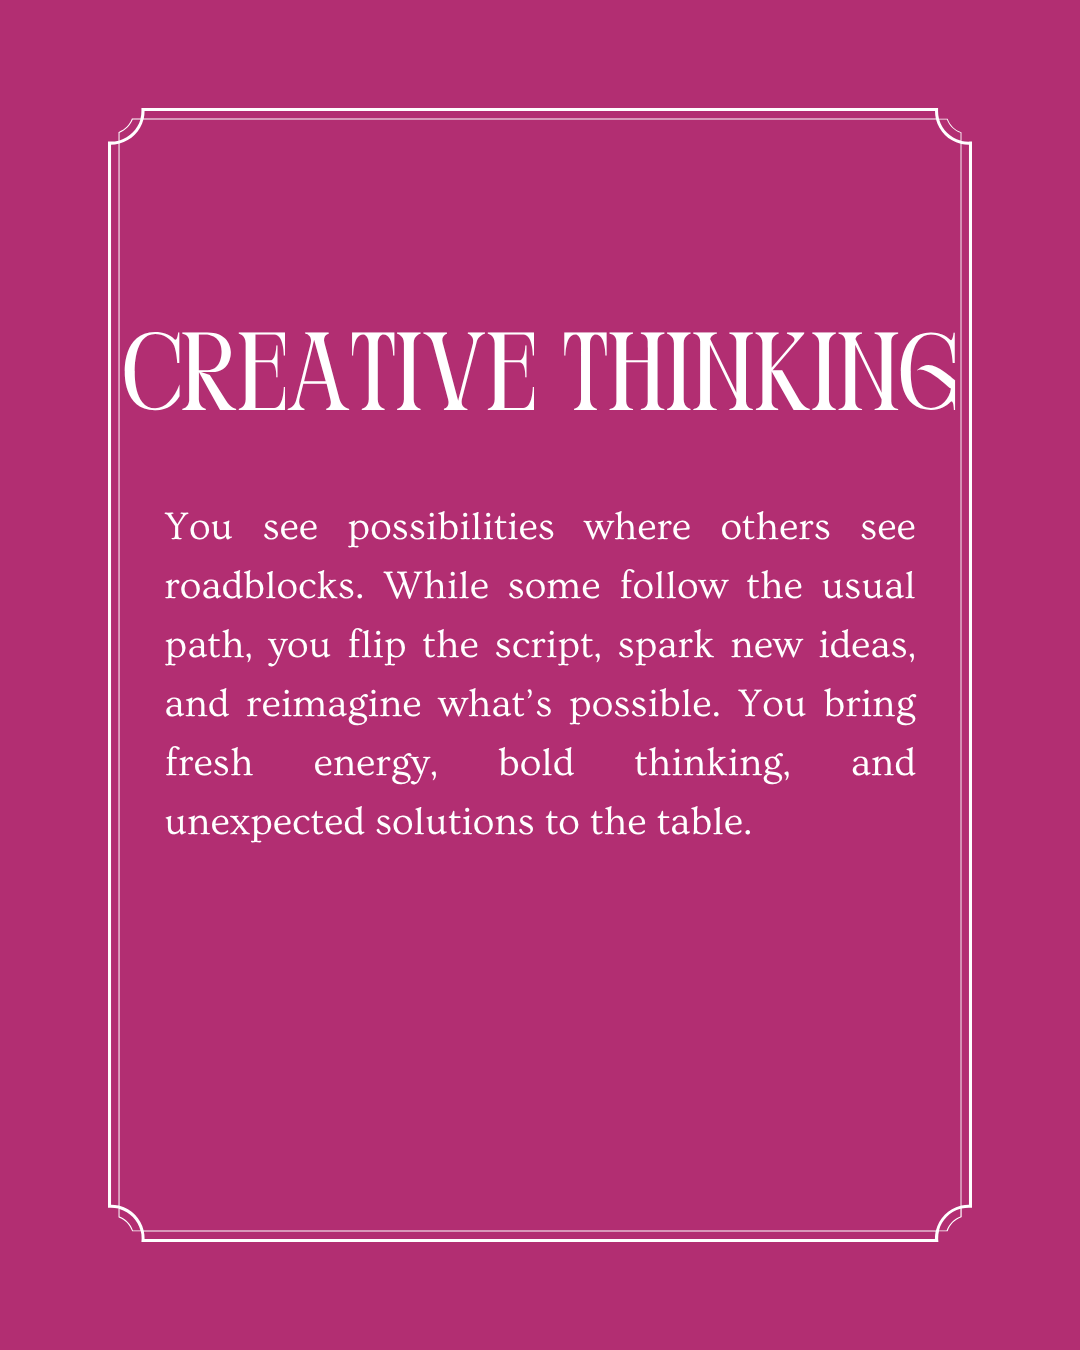 CREATIVE THINKING
You see possibilities where others see
roadblocks. While some follow the usual
path, you flip the script, spark new ideas,
and reimagine what’s possible. You bring
fresh energy, bold thinking, and
unexpected solutions to the table.